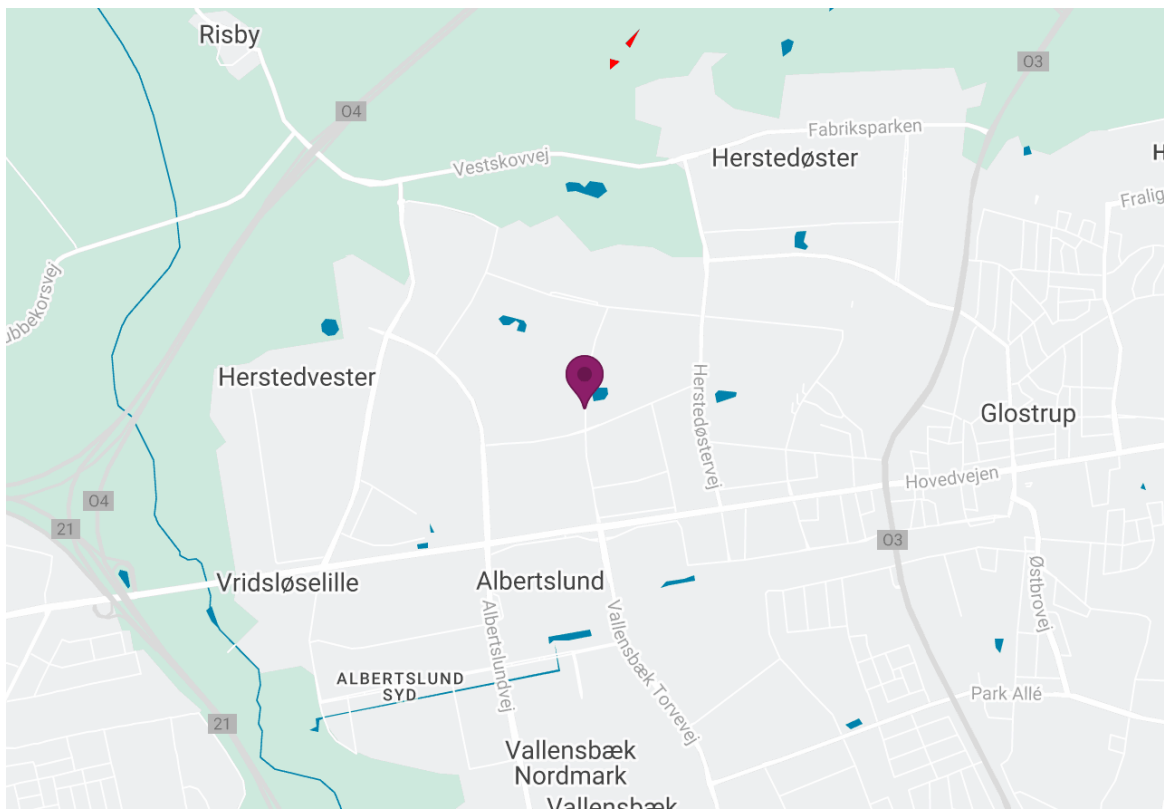 Risby
O3
O4
Fabriksparken
Vestskovvej
Herstedøster
H
Fralig
ubbekorsvej
Herstedvester
Herstedøstervej
Glostrup
Hovedvejen
O4
21
O3
Vridsløselille
Albertslund
Østbrovej
Albertslundvej
Vallensbæk Torvevej
ALBERTSLUND
SYD
Park Allé
21
Vallensbæk
Nordmark
Vallensbæk